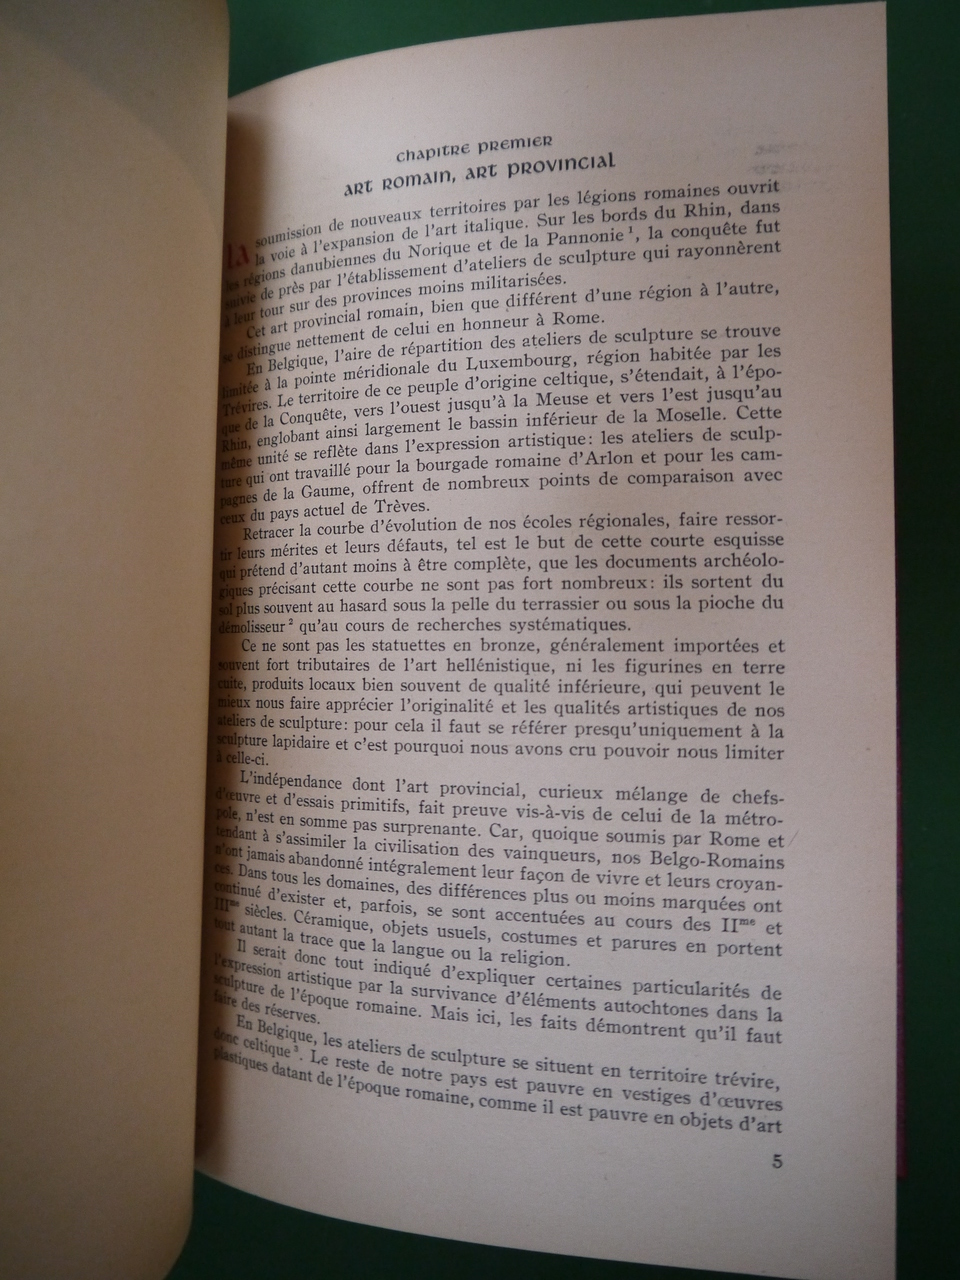 chapitre premier
art romain, art provincial
La soumission de nouveaux territoires par les légions romaines ouvrit
la voie à l'expansion de l'art italique. Sur les bords du Rhin, dans
les régions danubiennes du Norique et de la Pannonie¹, la conquête fut
suivie de près par l'établissement d'ateliers de sculpture qui rayonnèrent
à leur tour sur des provinces moins militarisées.
Cet art provincial romain, bien que différent d'une région à l'autre,
se distingue nettement de celui en honneur à Rome.
En Belgique, l'aire de répartition des ateliers de sculpture se trouve
limitée à la pointe méridionale du Luxembourg, région habitée par les
Trévires. Le territoire de ce peuple d'origine celtique, s'étendait, à l'épo-
que de la Conquête, vers l'ouest jusqu'à la Meuse et vers l'est jusqu'au
Rhin, englobant ainsi largement le bassin inférieur de la Moselle. Cette
même unité se reflète dans l'expression artistique: les ateliers de sculp-
ture qui ont travaillé pour la bourgade romaine d'Arlon et pour les cam-
pagnes de la Gaume, offrent de nombreux points de comparaison avec
ceux du pays actuel de Trèves.
Retracer la courbe d'évolution de nos écoles régionales, faire ressor-
tir leurs mérites et leurs défauts, tel est le but de cette courte esquisse
qui prétend d'autant moins à être complète, que les documents archéolo-
giques précisant cette courbe ne sont pas fort nombreux: ils sortent du
sol plus souvent au hasard sous la pelle du terrassier ou sous la pioche du
démolisseur² qu'au cours de recherches systématiques.
Ce ne sont pas les statuettes en bronze, généralement importées et
souvent fort tributaires de l'art hellénistique, ni les figurines en terre
cuite, produits locaux bien souvent de qualité inférieure, qui peuvent le
mieux nous faire apprécier l'originalité et les qualités artistiques de nos
ateliers de sculpture: pour cela il faut se référer presqu'uniquement à la
sculpture lapidaire et c'est pourquoi nous avons cru pouvoir nous limiter
à celle-ci.
L'indépendance dont l'art provincial, curieux mélange de chefs-
d'œuvre et d'essais primitifs, fait preuve vis-à-vis de celui de la métro-
pole, n'est en somme pas surprenante. Car, quoique soumis par Rome et
tendant à s'assimiler la civilisation des vainqueurs, nos Belgo-Romains
n'ont jamais abandonné intégralement leur façon de vivre et leurs croyan-
ces. Dans tous les domaines, des différences plus ou moins marquées ont
continué d'exister et, parfois, se sont accentuées au cours des IIᵐᵉ et
IIIᵐᵉ siècles. Céramique, objets usuels, costumes et parures en portent
tout autant la trace que la langue ou la religion.
Il serait donc tout indiqué d'expliquer certaines particularités de
l'expression artistique par la survivance d'éléments autochtones dans la
sculpture de l'époque romaine. Mais ici, les faits démontrent qu'il faut
faire des réserves.
En Belgique, les ateliers de sculpture se situent en territoire trévire,
donc celtique³. Le reste de notre pays est pauvre en vestiges d'œuvres
plastiques datant de l'époque romaine, comme il est pauvre en objets d'art
5